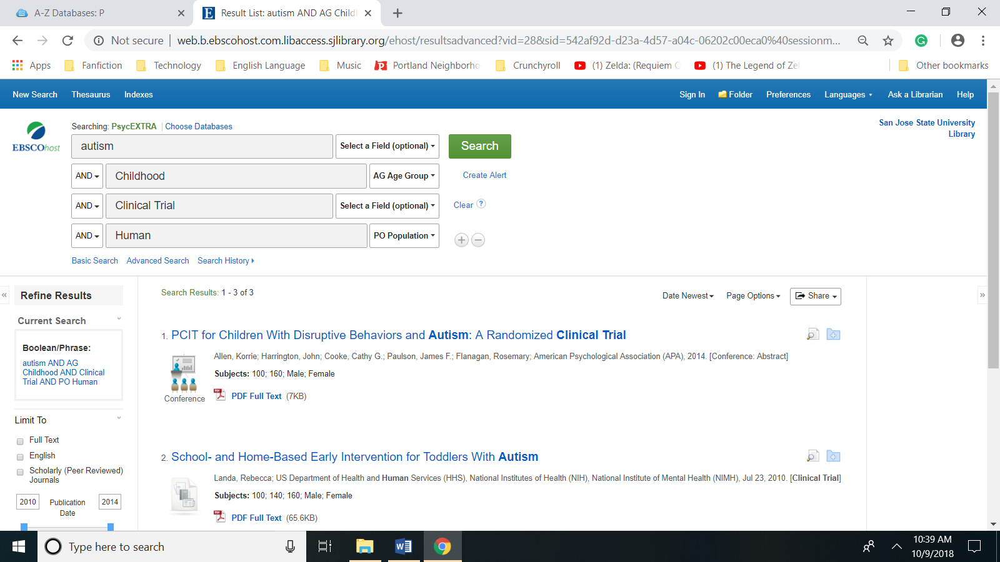 A-Z Databases: P
Result List: autism AND AG Child
Not secure | web.b.ebscohost.com.libaccess.sjlibrary.org/ehost/resultsadvanced?vid=28&sid=542af92d-d23a-4d57-a04c-06202c00eca0%40sessionm...
Apps Fanfiction Technology English Language Music Portland Neighborho Crunchyroll (1) Zelda: (Requiem C (1) The Legend of Zel Other bookmarks
New Search Thesaurus Indexes Sign In Folder Preferences Languages Ask a Librarian Help
Searching: PsycEXTRA | Choose Databases
San Jose State University
Library
EBSCOhost
autism Select a Field (optional) Search
AND Childhood AG Age Group Create Alert
AND Clinical Trial Select a Field (optional) Clear ?
AND Human PO Population
Basic Search Advanced Search Search History
« Refine Results
Search Results: 1 - 3 of 3
Date Newest Page Options Share »
Current Search
Boolean/Phrase:
autism AND AG
Childhood AND Clinical
Trial AND PO Human
Limit To
Full Text
English
Scholarly (Peer Reviewed)
Journals
2010 Publication 2014
Date
1. PCIT for Children With Disruptive Behaviors and Autism: A Randomized Clinical Trial
Allen, Korrie; Harrington, John; Cooke, Cathy G.; Paulson, James F.; Flanagan, Rosemary; American Psychological Association (APA), 2014. [Conference: Abstract]
Subjects: 100; 160; Male; Female
Conference
PDF Full Text (7KB)
2. School- and Home-Based Early Intervention for Toddlers With Autism
Landa, Rebecca; US Department of Health and Human Services (HHS), National Institutes of Health (NIH), National Institute of Mental Health (NIMH), Jul 23, 2010. [Clinical Trial]
Subjects: 100; 140; 160; Male; Female
PDF Full Text (65.6KB)
Type here to search
10:39 AM
10/9/2018